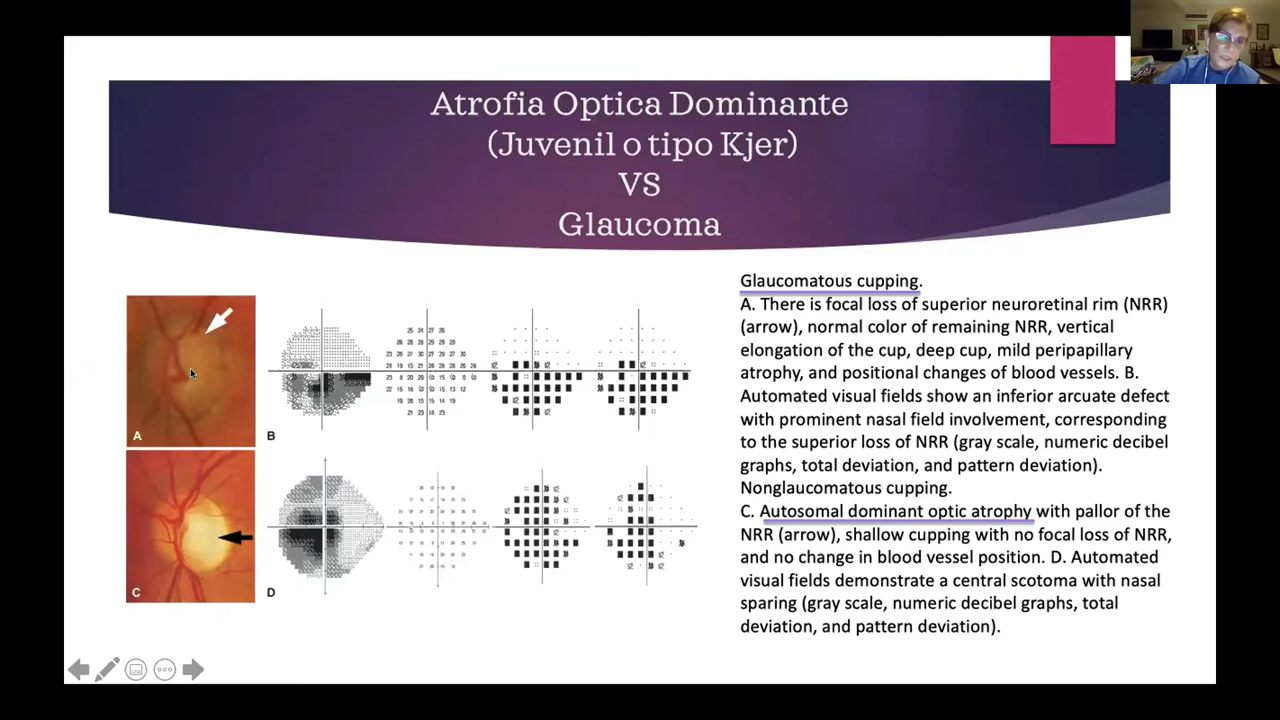 Atrofia Optica Dominante
(Juvenil o tipo Kjer)
VS
Glaucoma
Glaucomatous cupping.
A. There is focal loss of superior neuroretinal rim (NRR)
(arrow), normal color of remaining NRR, vertical
elongation of the cup, deep cup, mild peripapillary
atrophy, and positional changes of blood vessels. B.
Automated visual fields show an inferior arcuate defect
with prominent nasal field involvement, corresponding
to the superior loss of NRR (gray scale, numeric decibel
graphs, total deviation, and pattern deviation).
Nonglaucomatous cupping.
C. Autosomal dominant optic atrophy with pallor of the
NRR (arrow), shallow cupping with no focal loss of NRR,
and no change in blood vessel position. D. Automated
visual fields demonstrate a central scotoma with nasal
sparing (gray scale, numeric decibel graphs, total
deviation, and pattern deviation).
A
B
C
D